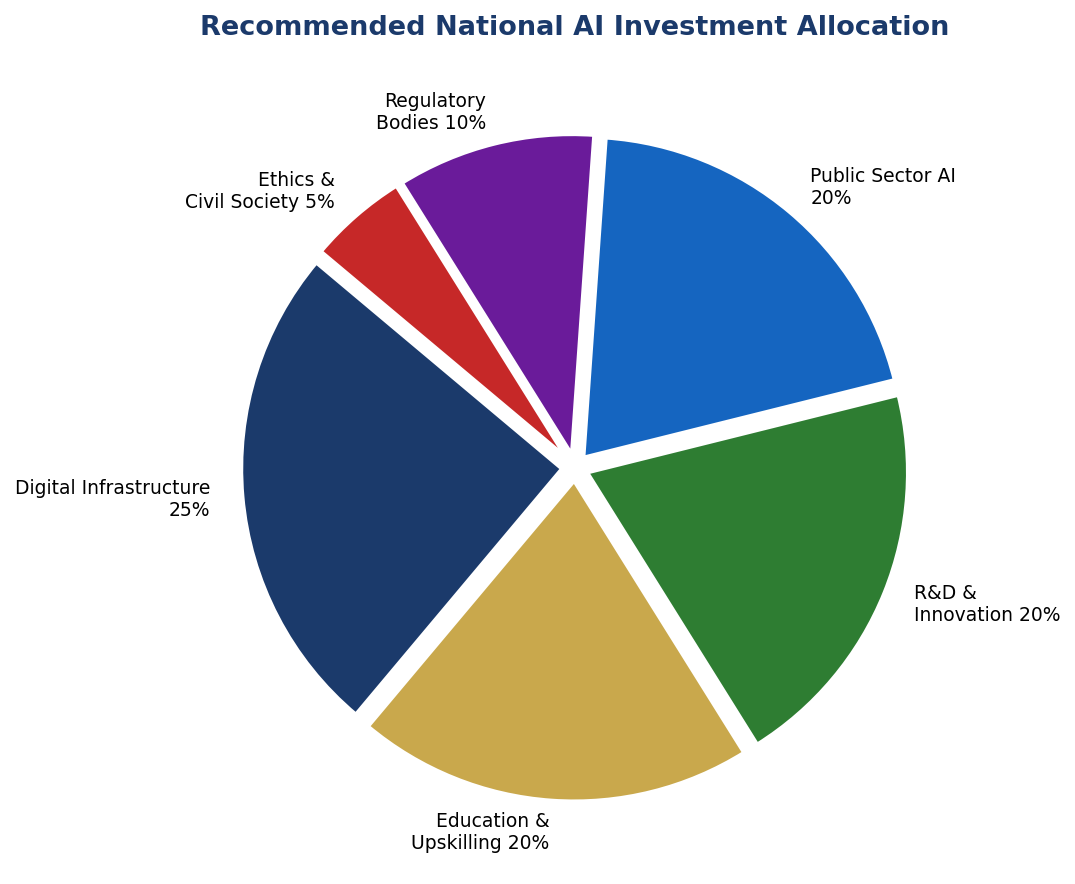 Recommended National AI Investment Allocation
Regulatory
Bodies 10%
Public Sector AI
20%
Ethics &
Civil Society 5%
Digital Infrastructure
25%
R&D &
Innovation 20%
Education &
Upskilling 20%